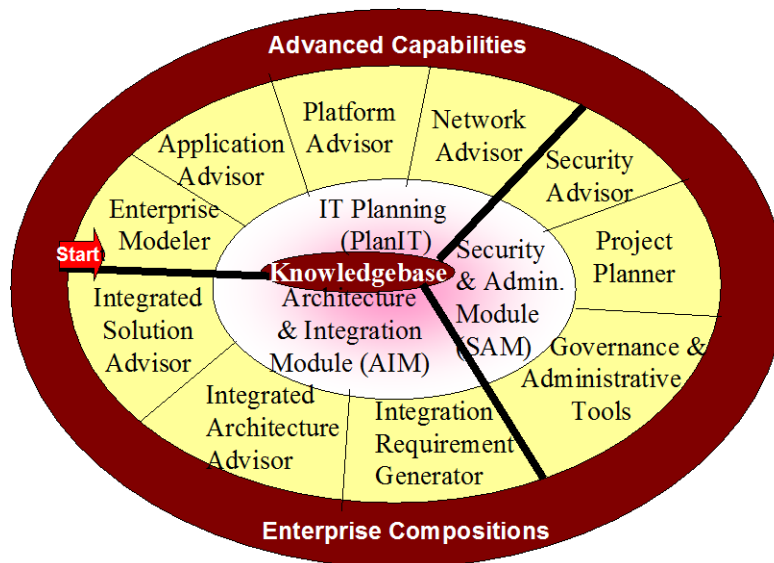 Advanced Capabilities
Platform
Advisor
Network
Advisor
Application
Advisor
Security
Advisor
Enterprise
Modeler
IT Planning
(PlanIT)
Project
Planner
Start
Knowledgebase
Security
& Admin.
Module
(SAM)
Integrated
Solution
Advisor
Architecture
& Integration
Module (AIM)
Governance &
Administrative
Tools
Integrated
Architecture
Advisor
Integration
Requirement
Generator
Enterprise Compositions